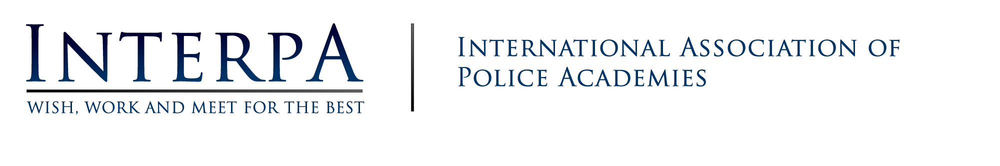 INTERPA
WISH, WORK AND MEET FOR THE BEST
INTERNATIONAL ASSOCIATION OF
POLICE ACADEMIES